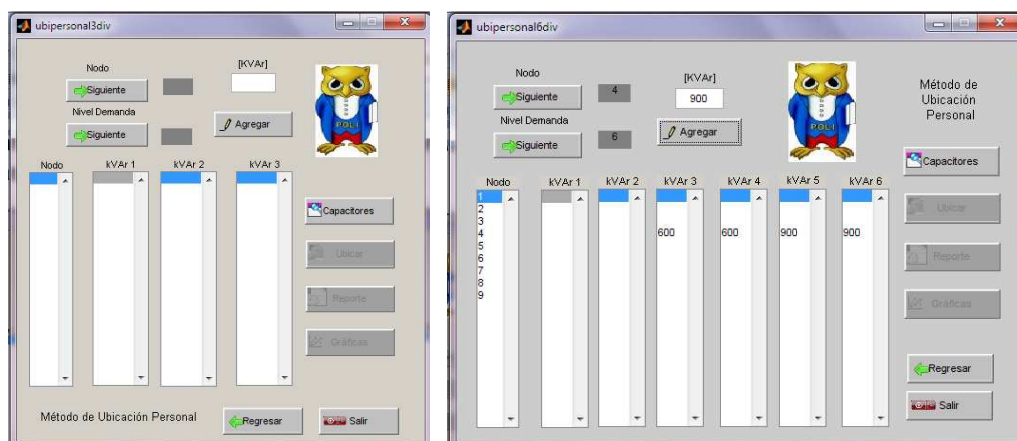 ubipersonal3div
Nodo
[KVAr]
Siguiente
Nivel Demanda
Siguiente
Agregar
POLI
Nodo kVAr 1 kVAr 2 kVAr 3
Capacitores
Ubicar
Reporte
Gráficas
Método de Ubicación Personal
Regresar
Salir
ubipersonal6div
Nodo
[KVAr]
Siguiente 4
900
Nivel Demanda
Siguiente 6
Agregar
POLI
Método de
Ubicación
Personal
Capacitores
Nodo kVAr 1 kVAr 2 kVAr 3 kVAr 4 kVAr 5 kVAr 6
1
2
3
4 600 600 900 900
5
6
7
8
9
Ubicar
Reporte
Gráficas
Regresar
Salir